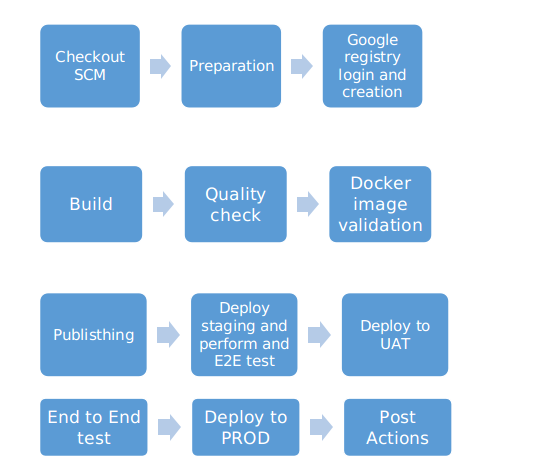 Checkout
SCM
Preparation
Google
registry
login and
creation
Build
Quality
check
Docker
image
validation
Publisthing
Deploy
staging and
perform and
E2E test
Deploy to
UAT
End to End
test
Deploy to
PROD
Post
Actions